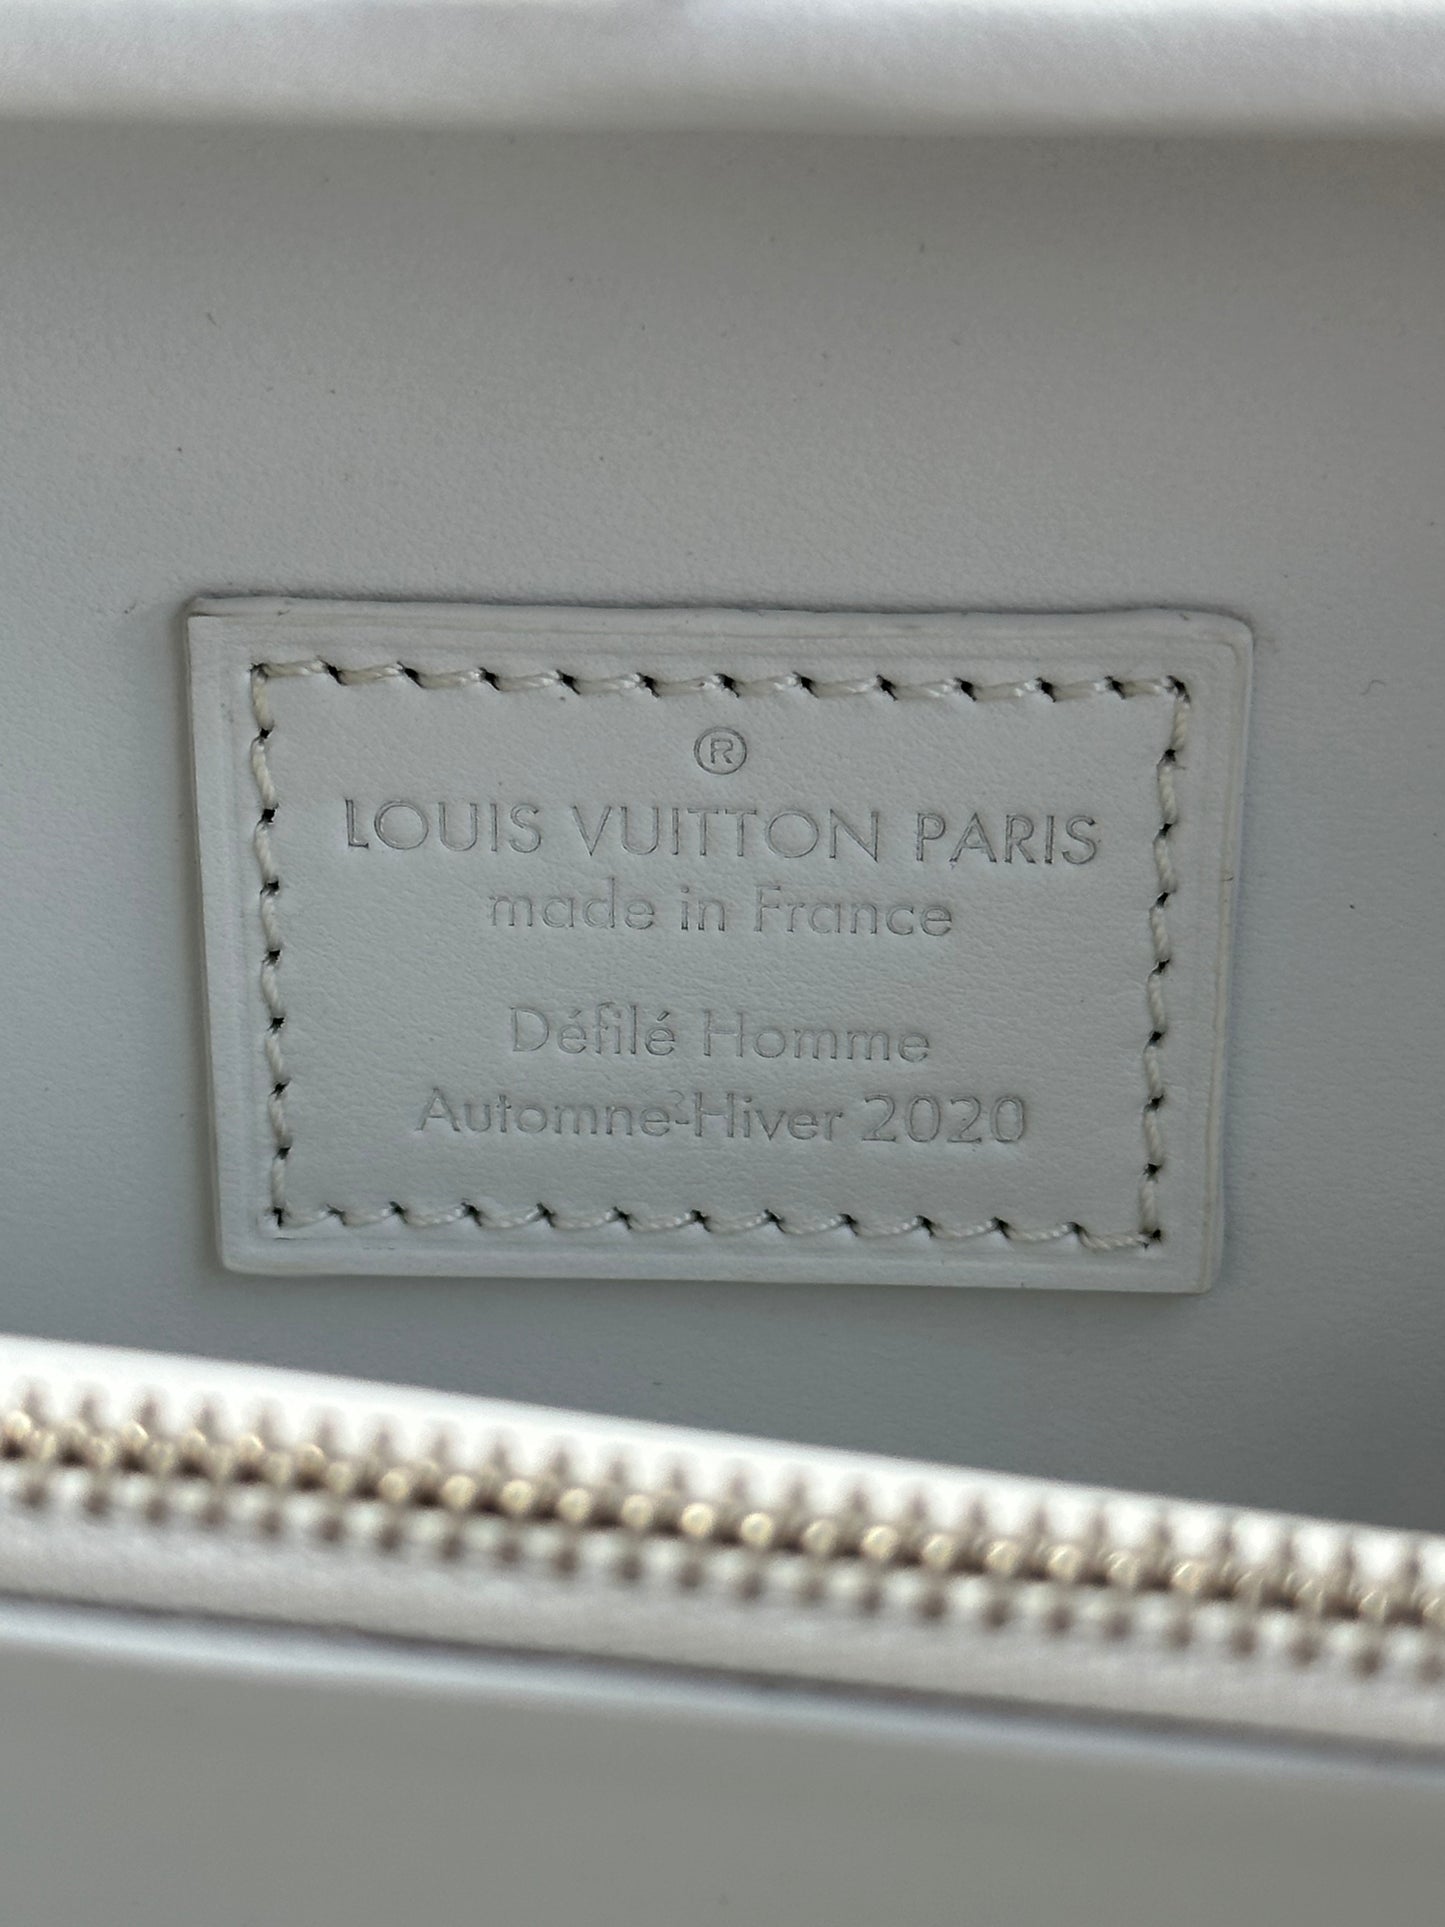 ®
LOUIS VUITTON PARIS
made in France
Défilé Homme
Automne-Hiver 2020